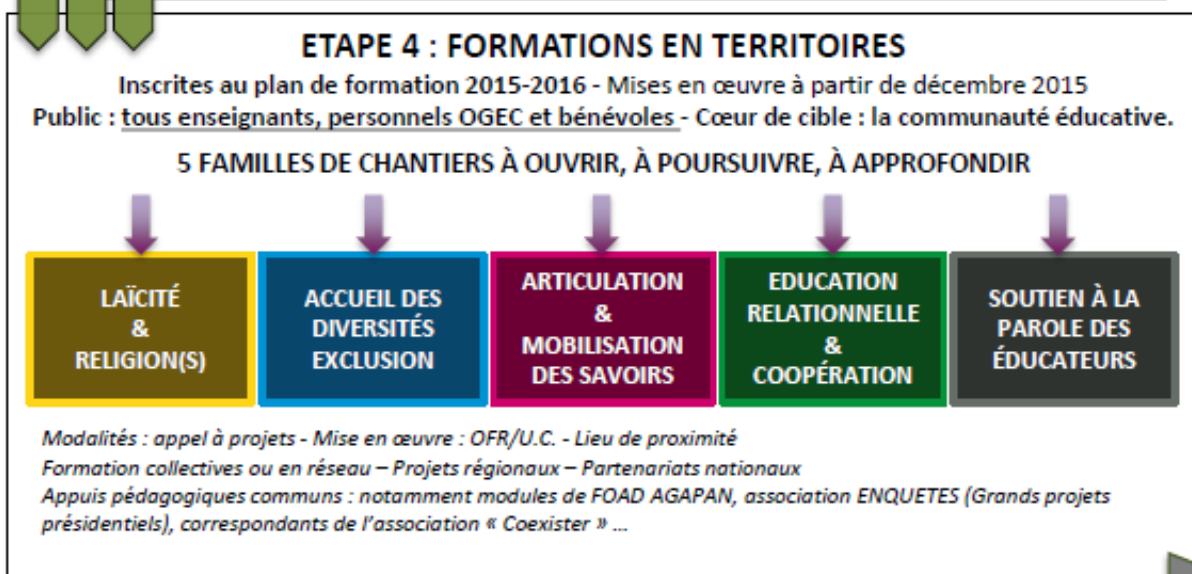 ETAPE 4 : FORMATIONS EN TERRITOIRES
Inscrites au plan de formation 2015-2016 - Mises en œuvre à partir de décembre 2015
Public : tous enseignants, personnels OGEC et bénévoles - Cœur de cible : la communauté éducative.
5 FAMILLES DE CHANTIERS À OUVRIR, À POURSUIVRE, À APPROFONDIR
LAÏCITÉ
&
RELIGION(S)
ACCUEIL DES
DIVERSITÉS
EXCLUSION
ARTICULATION
&
MOBILISATION
DES SAVOIRS
EDUCATION
RELATIONNELLE
&
COOPÉRATION
SOUTIEN À LA
PAROLE DES
ÉDUCATEURS
Modalités : appel à projets - Mise en œuvre : OFR/U.C. - Lieu de proximité
Formation collectives ou en réseau – Projets régionaux – Partenariats nationaux
Appuis pédagogiques communs : notamment modules de FOAD AGAPAN, association ENQUETES (Grands projets
présidentiels), correspondants de l'association « Coexister » ...